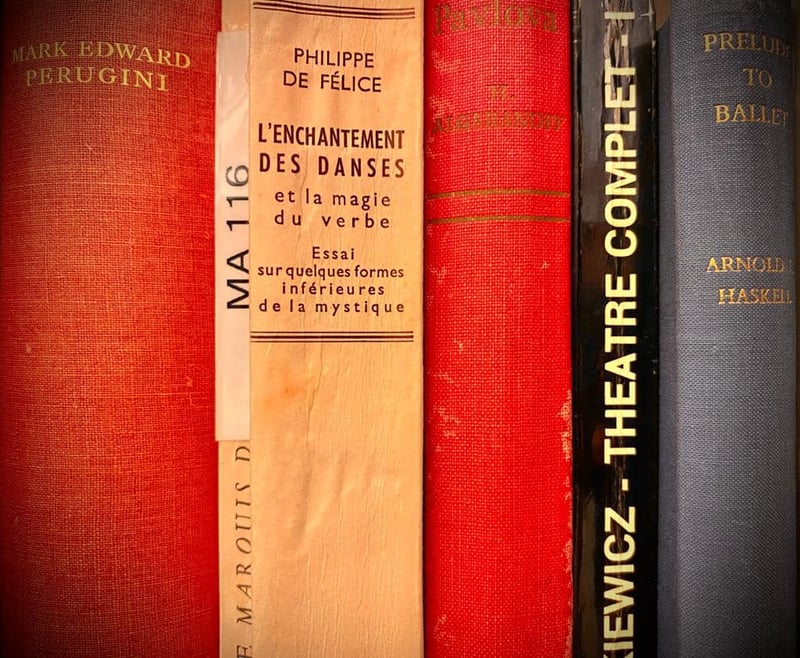 MARK EDWARD
PERUGINI
MA 116
E MARQUIS D
PHILIPPE
DE FÉLICE
L'ENCHANTEMENT
DES DANSES
et la magie
du verbe
Essai
sur quelques formes
inférieures
de la mystique
Pavlova
KIEWICZ - THEATRE COMPLET - I
PRELUDE
TO
BALLET
ARNOLD L
HASKELL